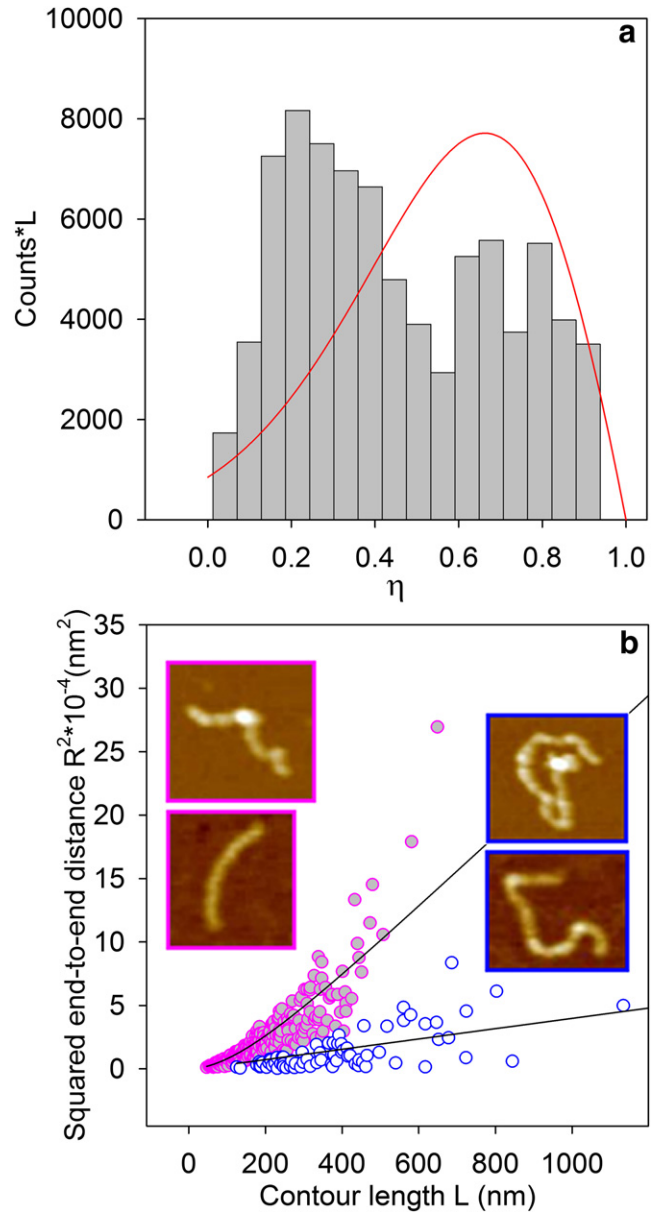 a
10000
8000
6000
4000
2000
0
Counts*L
0.0 0.2 0.4 0.6 0.8 1.0
η
b
35
30
25
20
15
10
5
0
Squared end-to-end distance R²*10⁻⁴(nm²)
0 200 400 600 800 1000
Contour length L (nm)